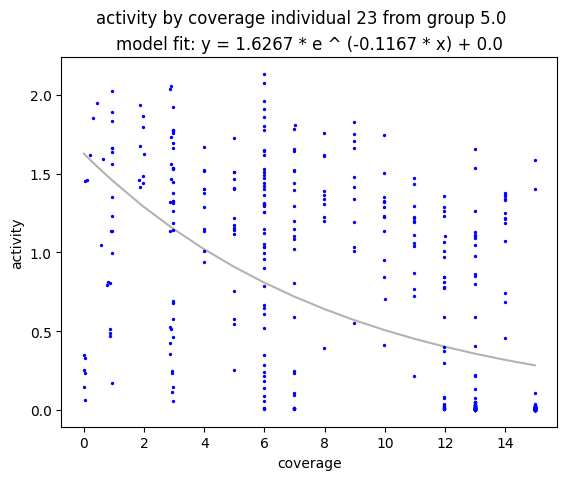 activity by coverage individual 23 from group 5.0
model fit: y = 1.6267 * e ^ (-0.1167 * x) + 0.0
2.0
1.5
1.0
0.5
0.0
activity
0 2 4 6 8 10 12 14
coverage